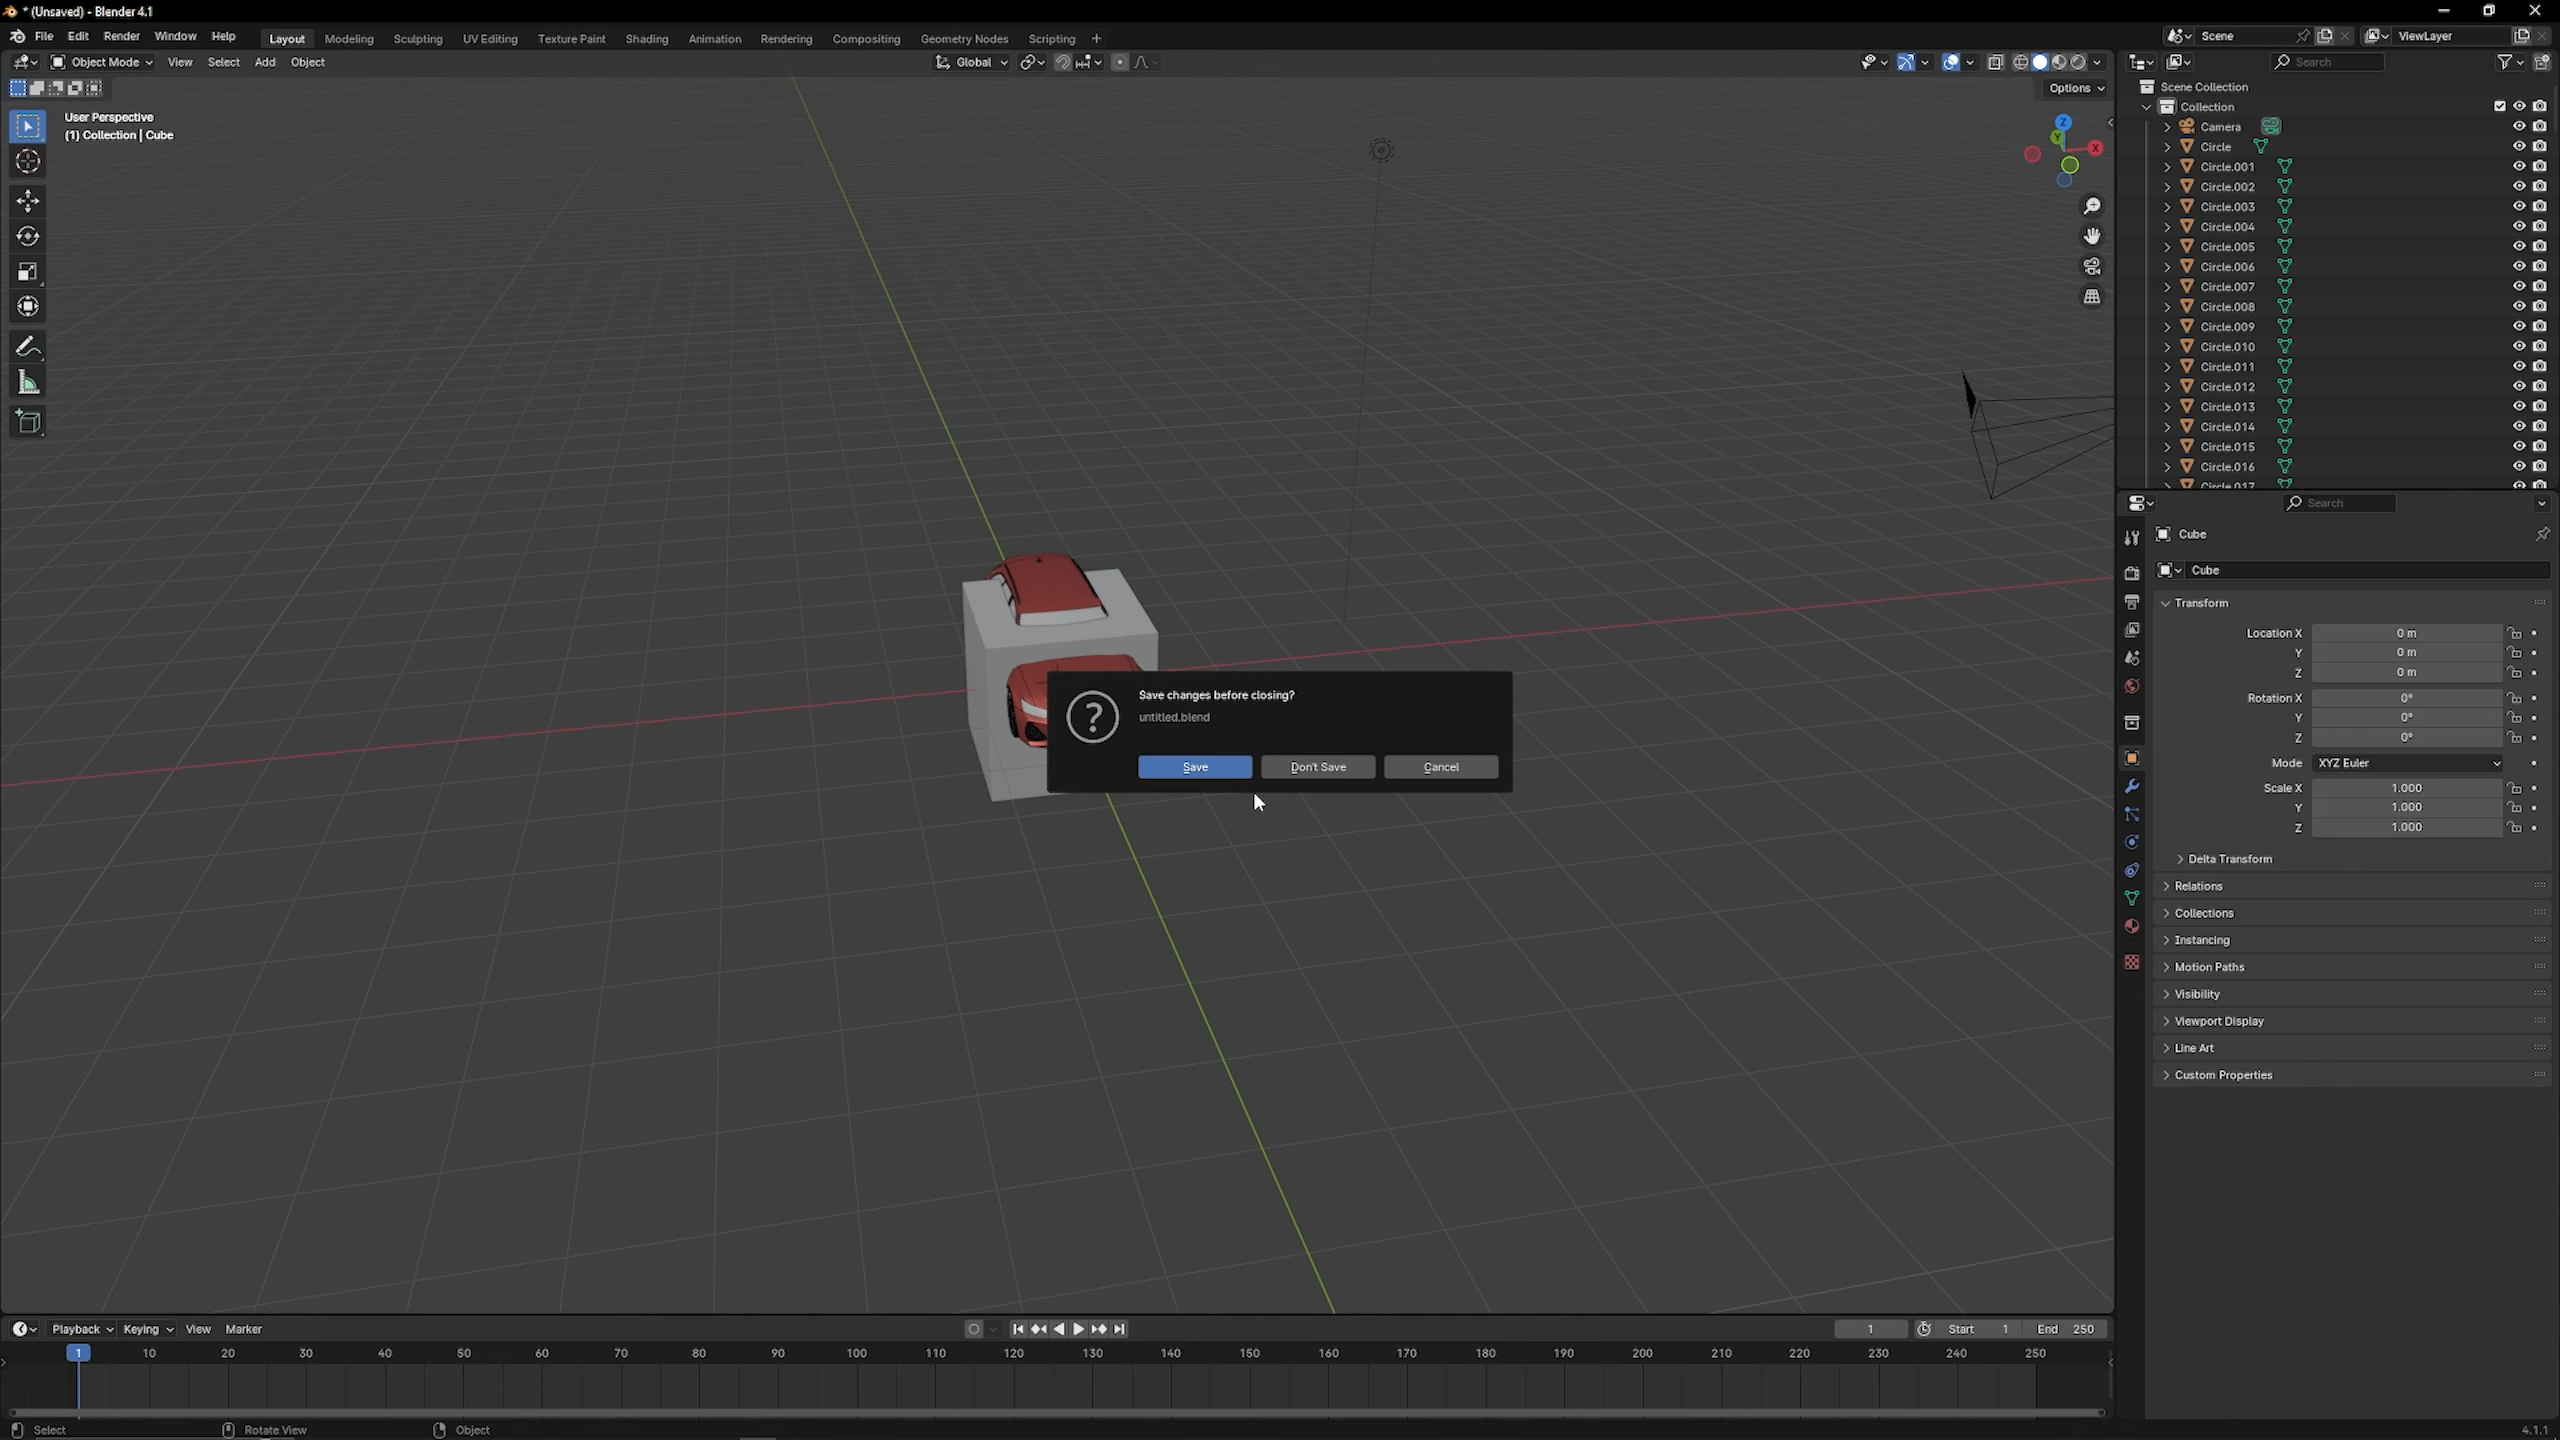 * (Unsaved) - Blender 4.1
File Edit Render Window Help Layout Modeling Sculpting UV Editing Texture Paint Shading Animation Rendering Compositing Geometry Nodes Scripting + Scene ViewLayer
Object Mode View Select Add Object Global Search
Options
User Perspective
(1) Collection | Cube
Z
Y
X
Scene Collection
Collection
Camera
Circle
Circle.001
Circle.002
Circle.003
Circle.004
Circle.005
Circle.006
Circle.007
Circle.008
Circle.009
Circle.010
Circle.011
Circle.012
Circle.013
Circle.014
Circle.015
Circle.016
Circle.017
Search
Cube
Cube
Transform
Location X 0 m
Y 0 m
Z 0 m
Rotation X 0°
Y 0°
Z 0°
Mode XYZ Euler
Scale X 1.000
Y 1.000
Z 1.000
Delta Transform
Relations
Collections
Instancing
Motion Paths
Visibility
Viewport Display
Line Art
Custom Properties
Save changes before closing?
untitled.blend
Save Don't Save Cancel
Playback Keying View Marker 1 Start 1 End 250
1 10 20 30 40 50 60 70 80 90 100 110 120 130 140 150 160 170 180 190 200 210 220 230 240 250
Select Rotate View Object 4.1.1